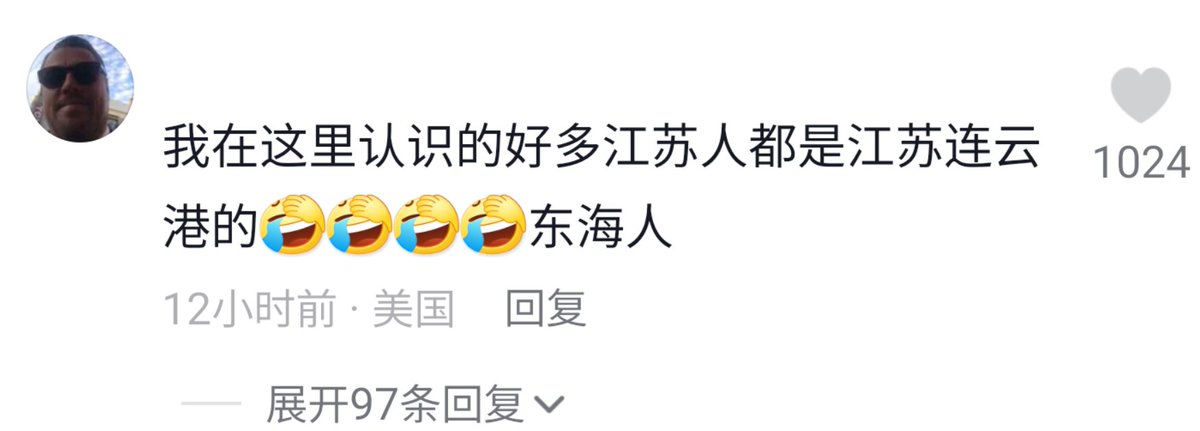 我在这里认识的好多江苏人都是江苏连云
港的🤣🤣🤣🤣东海人
1024
12小时前 · 美国 回复
展开97条回复